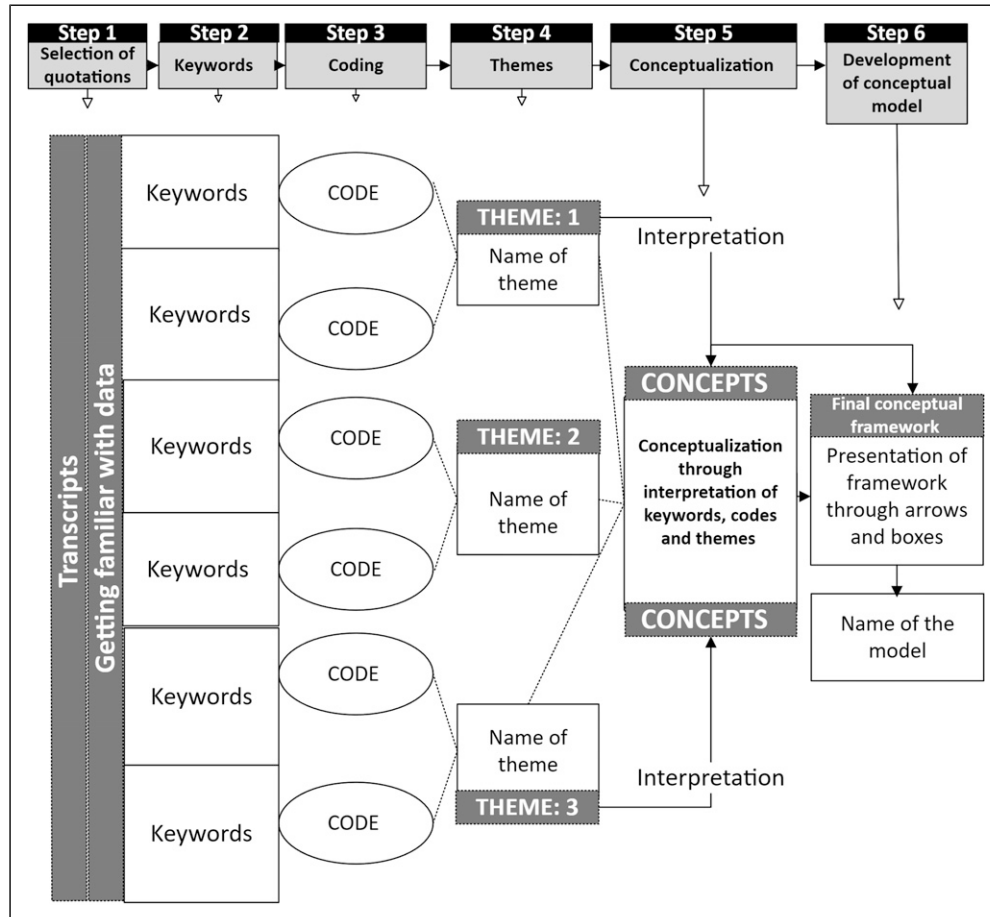 Step 1
Selection of
quotations
Step 2
Keywords
Step 3
Coding
Step 4
Themes
Step 5
Conceptualization
Step 6
Development
of conceptual
model
Transcripts
Getting familiar with data
Keywords
Keywords
Keywords
Keywords
Keywords
Keywords
CODE
CODE
CODE
CODE
CODE
CODE
THEME: 1
Name of
theme
THEME: 2
Name of
theme
Name of
theme
THEME: 3
Interpretation
CONCEPTS
Conceptualization
through
interpretation of
keywords, codes
and themes
CONCEPTS
Interpretation
Final conceptual
framework
Presentation of
framework
through arrows
and boxes
Name of the
model